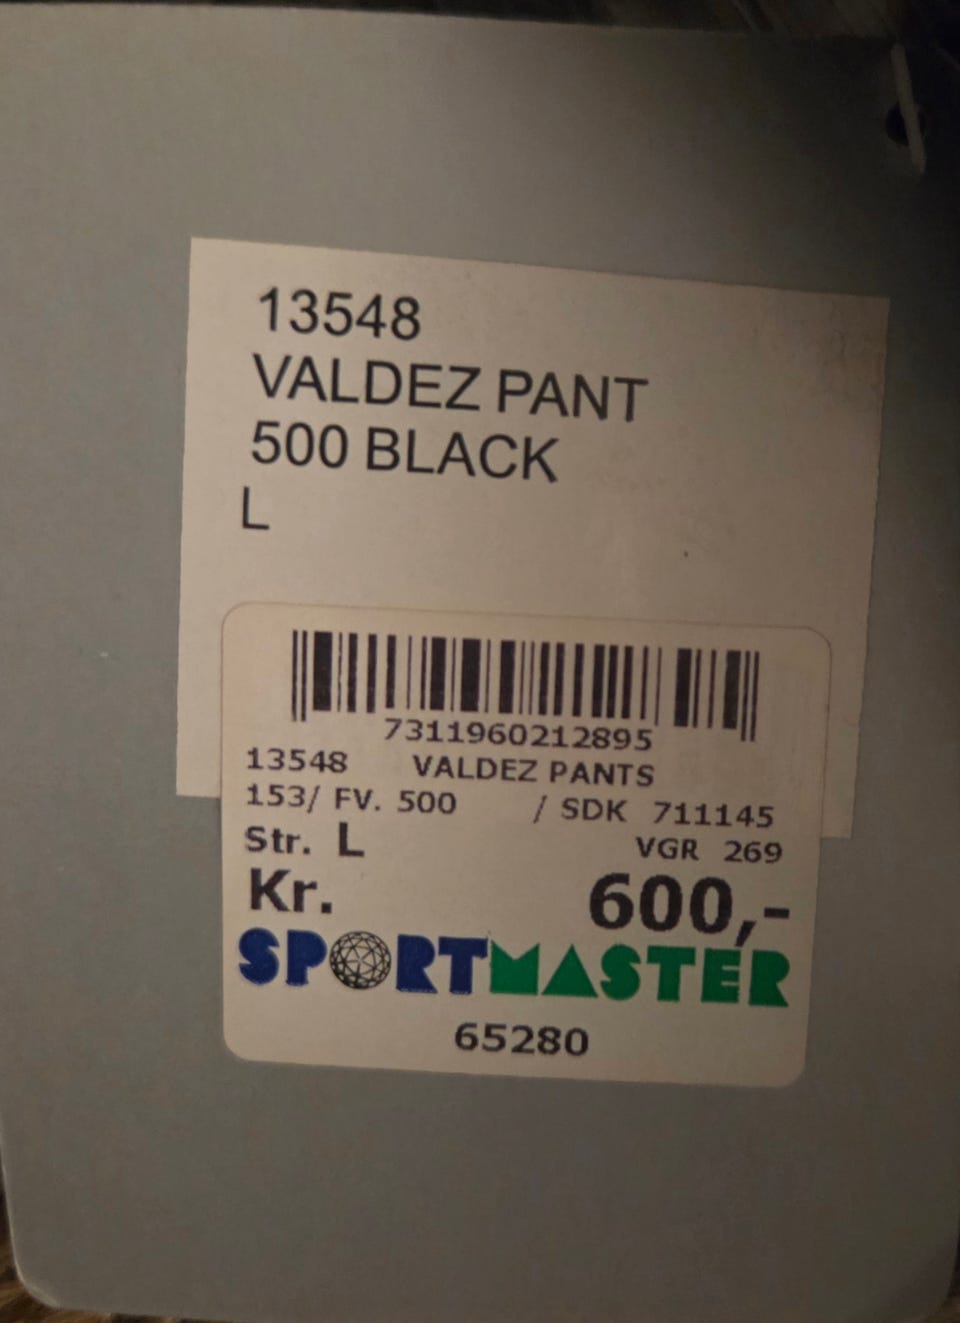 13548
VALDEZ PANT
500 BLACK
L
7311960212895
13548 VALDEZ PANTS
153/ FV. 500 / SDK 711145
Str. L VGR 269
Kr. 600,-
SPORTMASTER
65280